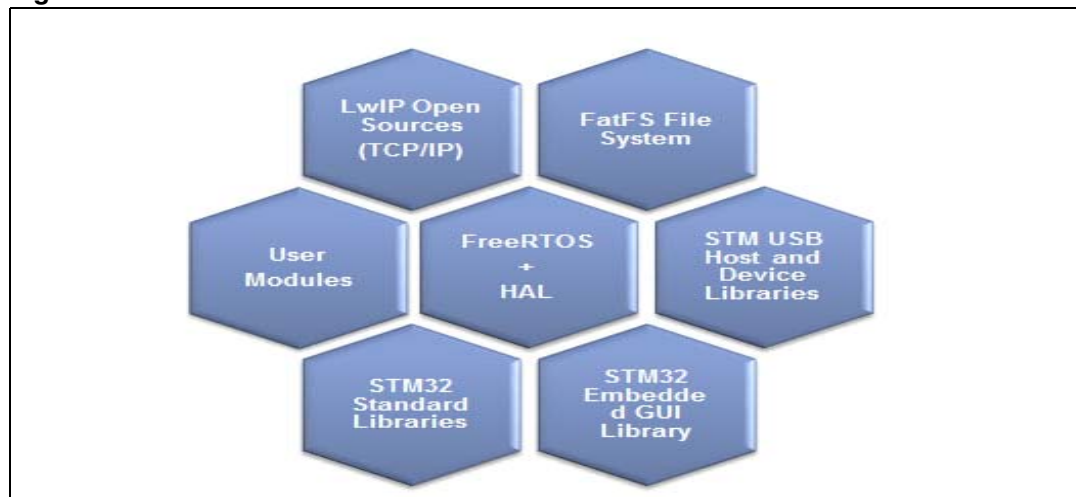 LwIP Open
Sources
(TCP/IP)
FatFS File
System
User
Modules
FreeRTOS
+
HAL
STM USB
Host and
Device
Libraries
STM32
Standard
Libraries
STM32
Embedde
d GUI
Library